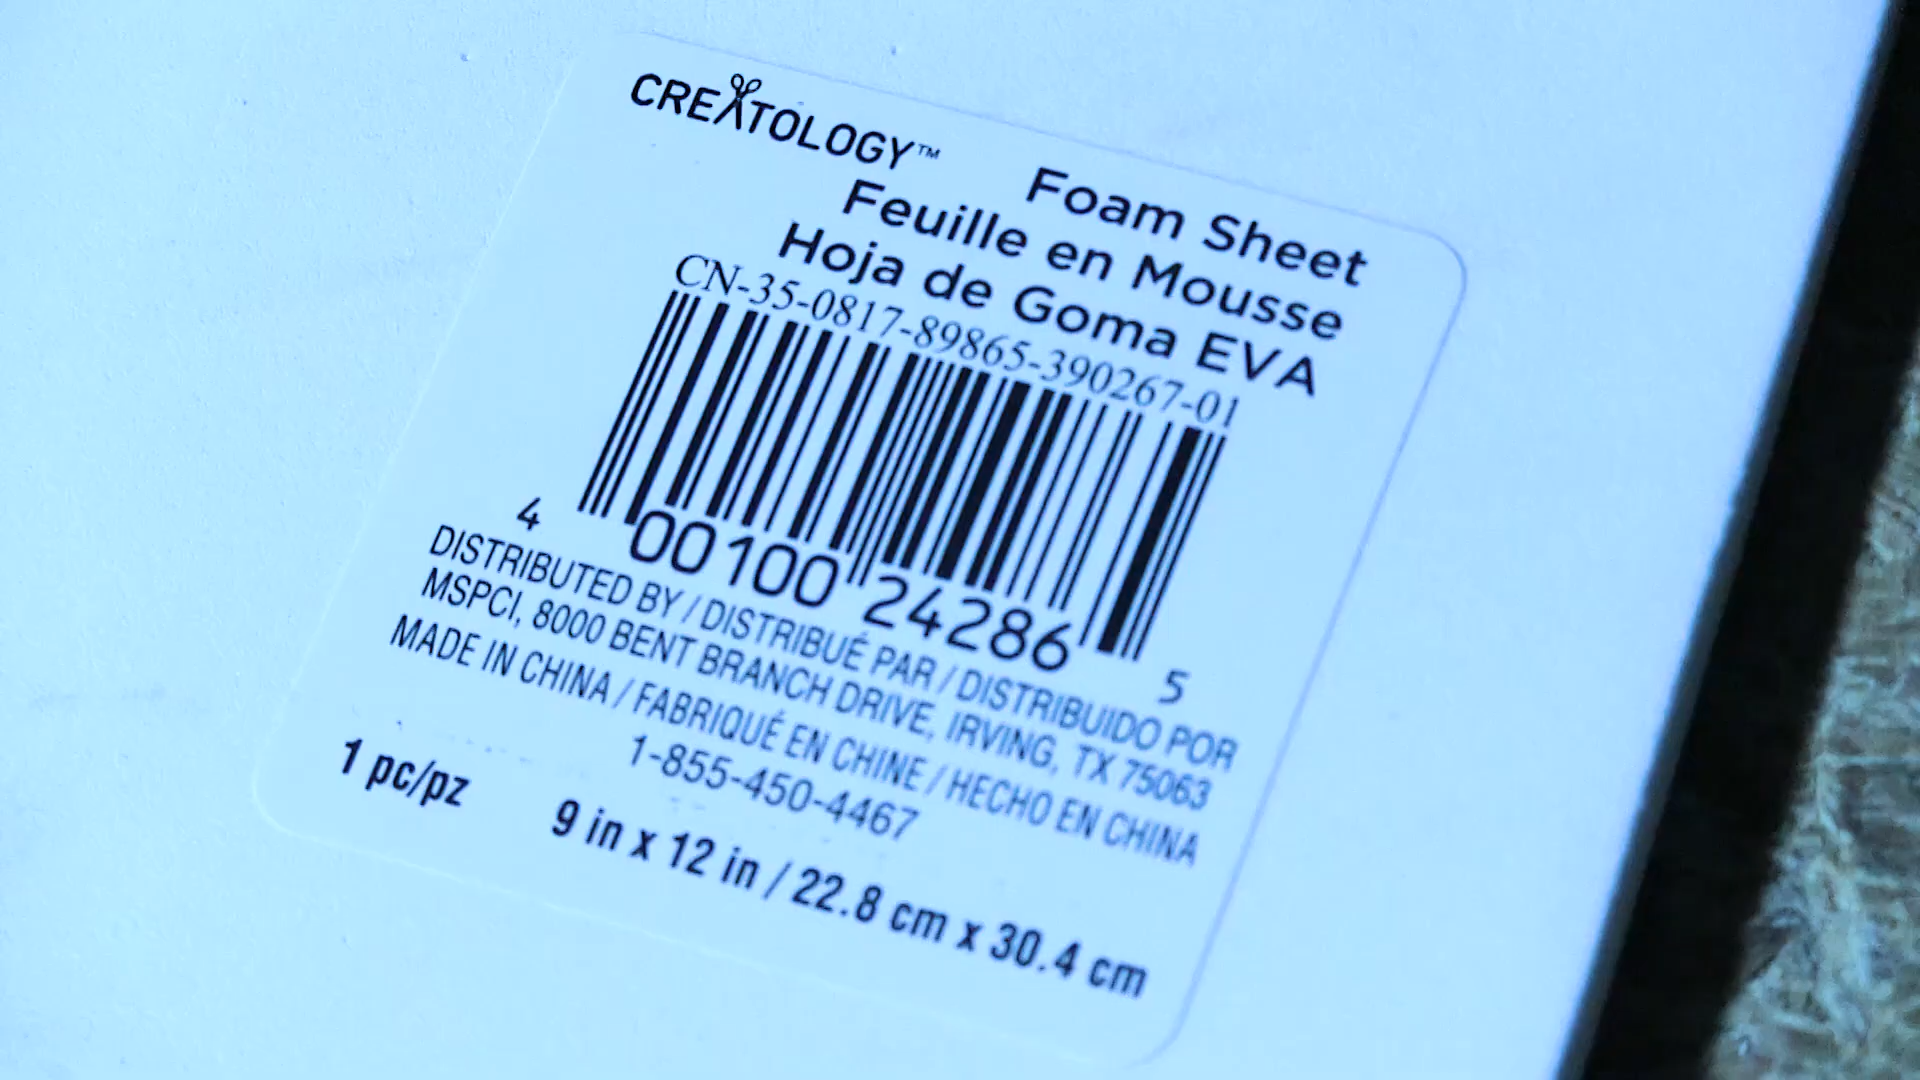 CREATOLOGY™
Foam Sheet
Feuille en Mousse
Hoja de Goma EVA
CN-35-0817-89865-390267-01
4 00100 24286 5
DISTRIBUTED BY / DISTRIBUÉ PAR / DISTRIBUIDO POR
MSPCI, 8000 BENT BRANCH DRIVE, IRVING, TX 75063
MADE IN CHINA / FABRIQUÉ EN CHINE / HECHO EN CHINA
1-855-450-4467
1 pc/pz 9 in x 12 in / 22.8 cm x 30.4 cm